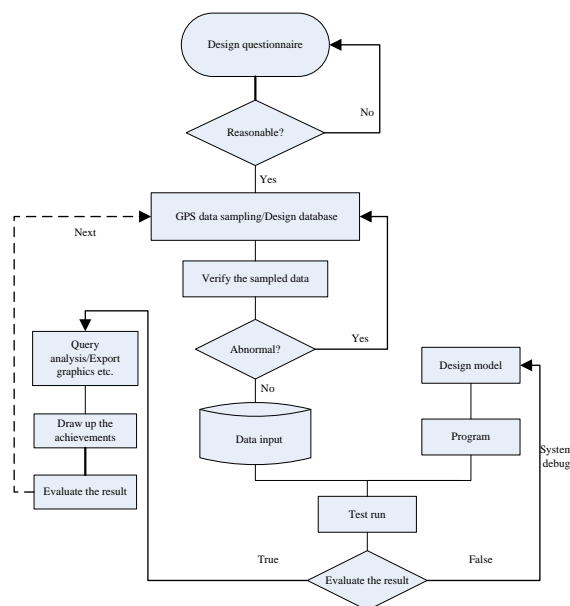 Design questionnaire
No
Reasonable?
Yes
GPS data sampling/Design database
Next
Verify the sampled data
Query
analysis/Export
graphics etc.
Abnormal?
Yes
Design model
No
Draw up the
achievements
Data input
Program
System
debug
Evaluate the result
Test run
True
False
Evaluate the result